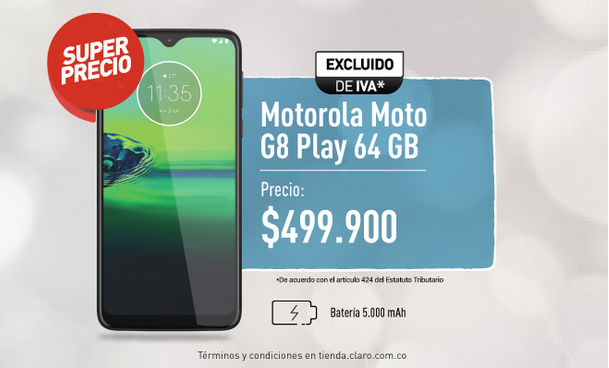 SUPER
PRECIO
11:35
EXCLUIDO
DE IVA*
Motorola Moto
G8 Play 64 GB
Precio:
$499.900
*De acuerdo con el artículo 424 del Estatuto Tributario
Batería 5.000 mAh
Términos y condiciones en tienda.claro.com.co